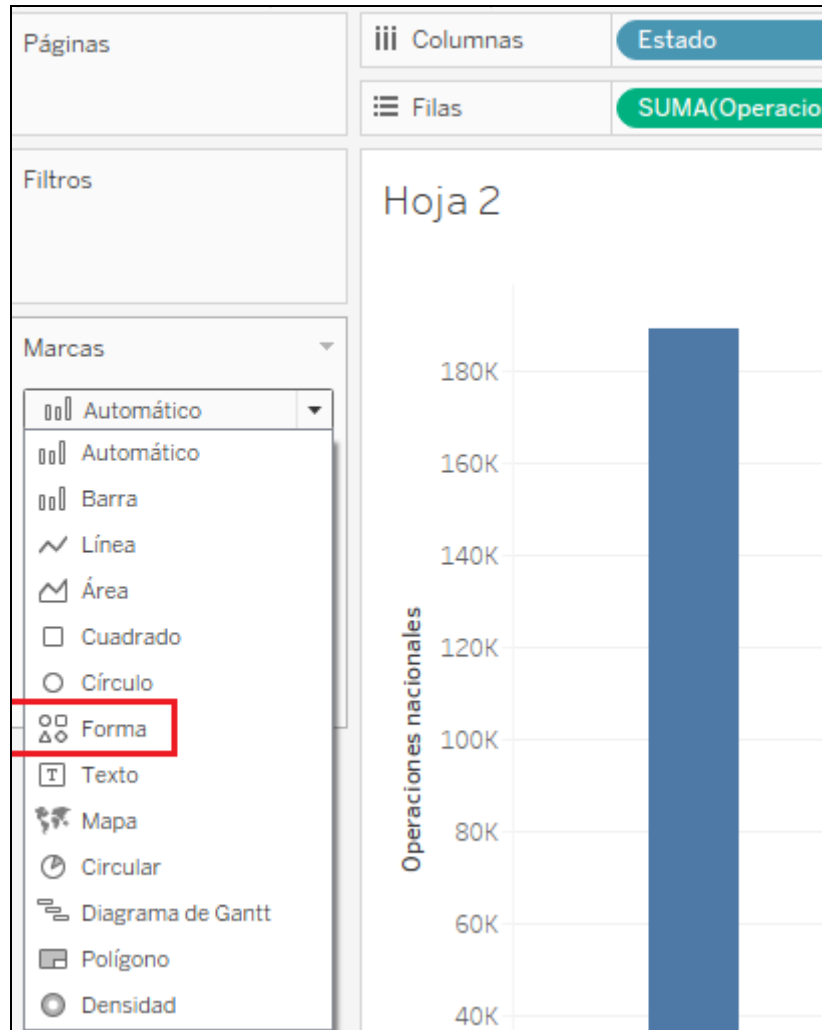 Páginas
Columnas
Estado
Filas
SUMA(Operacio
Filtros
Hoja 2
Marcas
Automático
Automático
Barra
Línea
Área
Cuadrado
Círculo
Forma
Texto
Mapa
Circular
Diagrama de Gantt
Polígono
Densidad
Operaciones nacionales
180K
160K
140K
120K
100K
80K
60K
40K